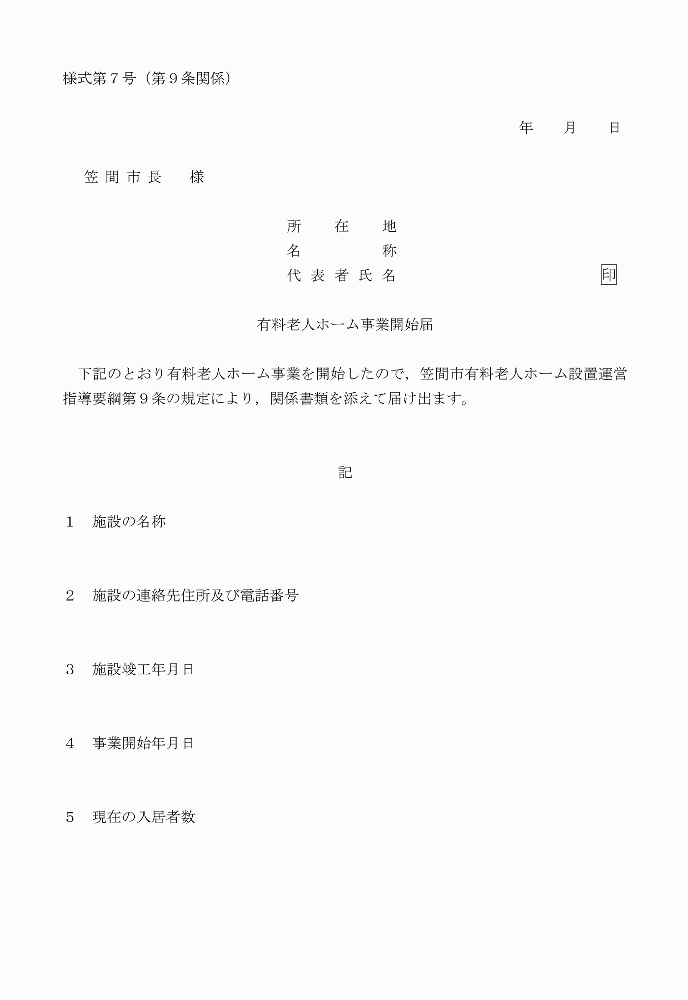 様式第７号（第９条関係）
年　　月　　日
笠間市長　様
所在地
名称
代表者氏名　印
有料老人ホーム事業開始届
下記のとおり有料老人ホーム事業を開始したので，笠間市有料老人ホーム設置運営
指導要綱第９条の規定により，関係書類を添えて届け出ます。
記
１　施設の名称
２　施設の連絡先住所及び電話番号
３　施設竣工年月日
４　事業開始年月日
５　現在の入居者数